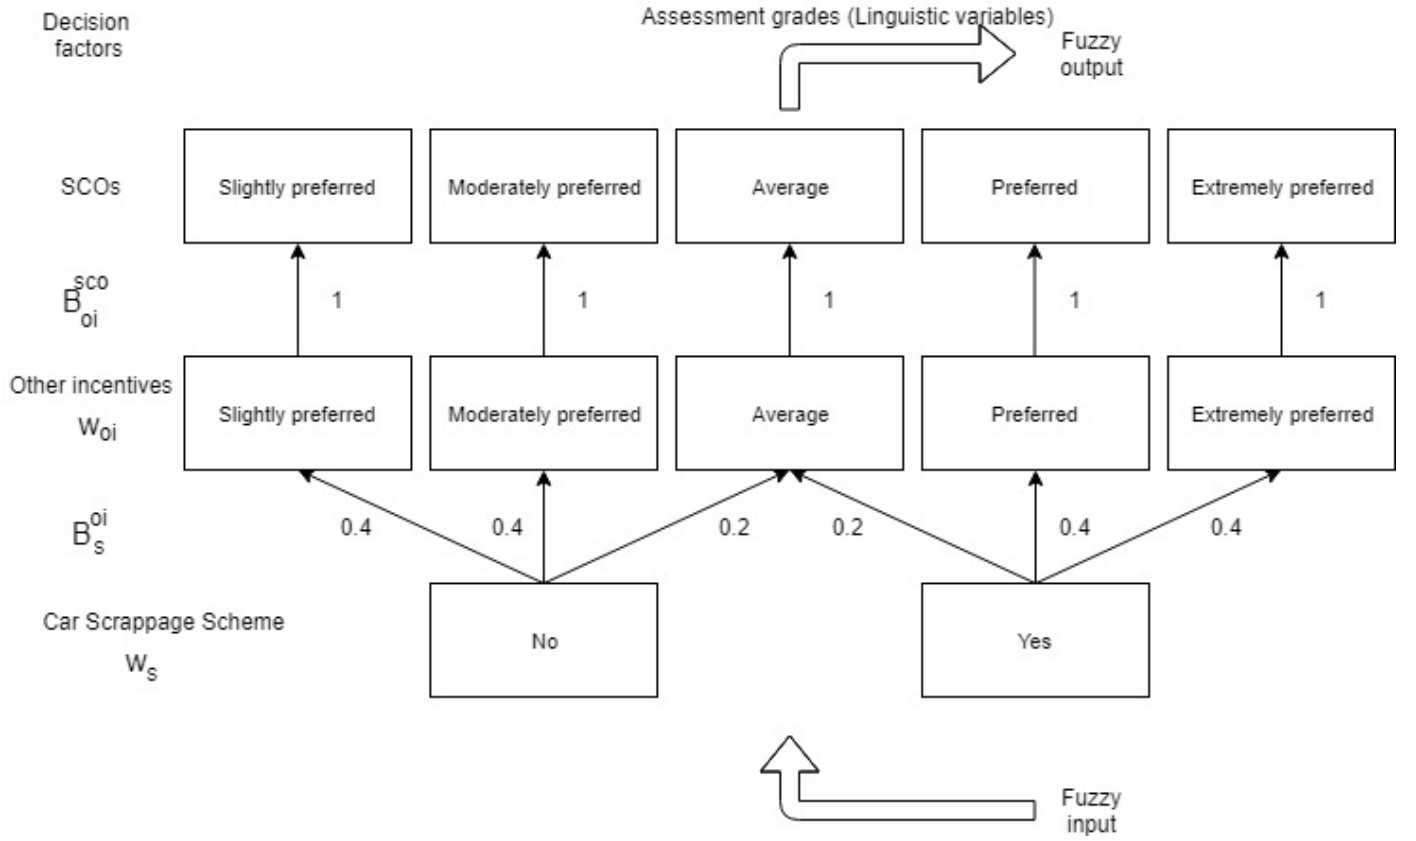 Decision
factors
Assessment grades (Linguistic variables)
Fuzzy
output
SCOs
Slightly preferred
Moderately preferred
Average
Preferred
Extremely preferred
B oi sco
1
1
1
1
1
Other incentives
W oi
Slightly preferred
Moderately preferred
Average
Preferred
Extremely preferred
B s oi
0.4
0.4
0.2
0.2
0.4
0.4
Car Scrappage Scheme
W s
No
Yes
Fuzzy
input